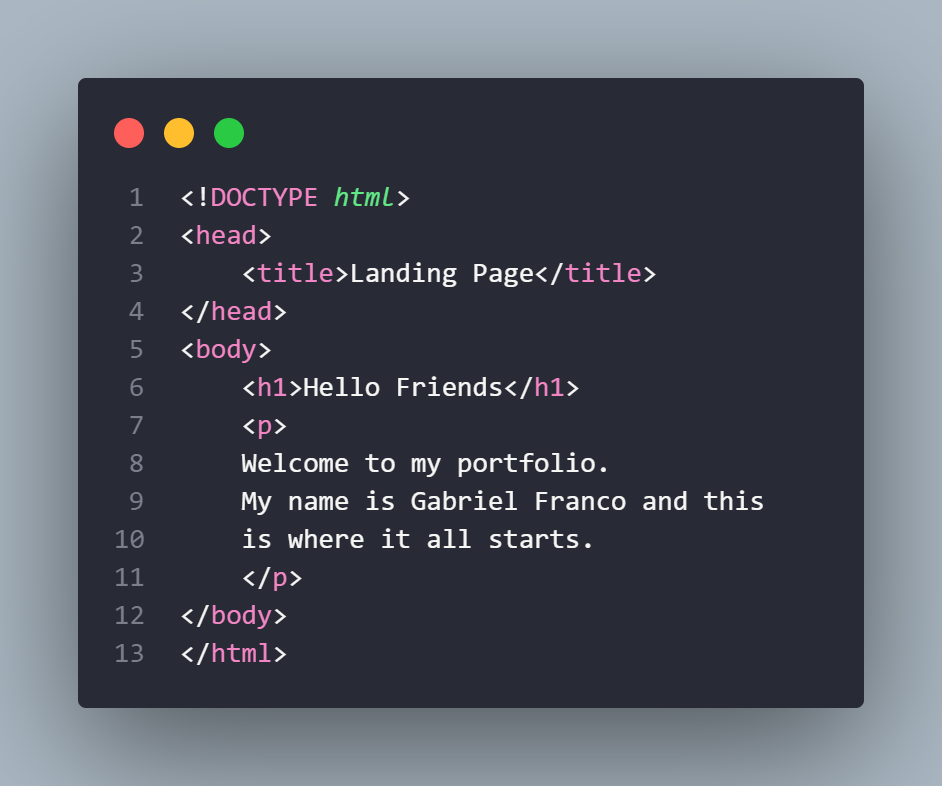 1 <!DOCTYPE html>
2 <head>
3     <title>Landing Page</title>
4 </head>
5 <body>
6     <h1>Hello Friends</h1>
7     <p>
8     Welcome to my portfolio.
9     My name is Gabriel Franco and this
10     is where it all starts.
11     </p>
12 </body>
13 </html>